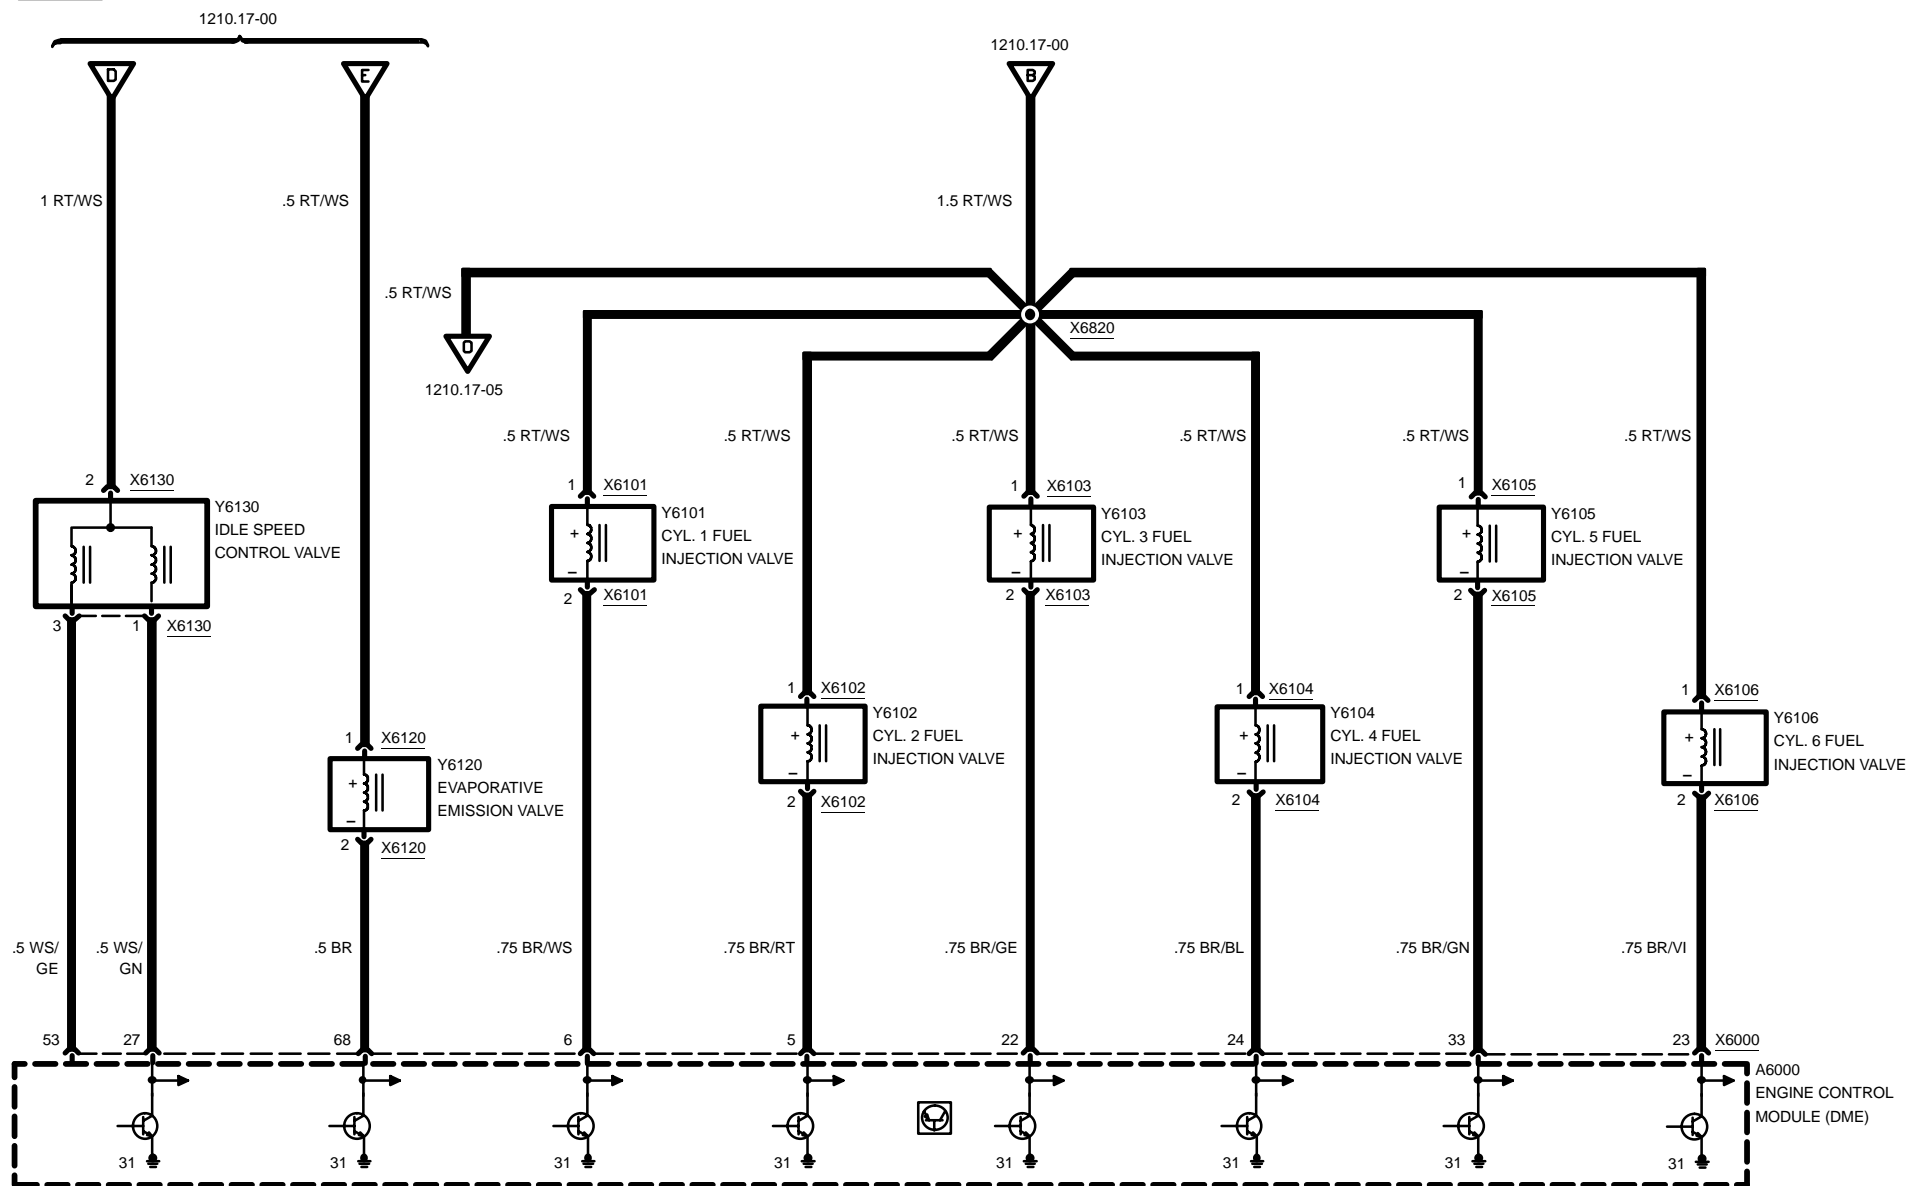 1210.17-00
1210.17-00
D
E
B
1 RT/WS
.5 RT/WS
1.5 RT/WS
.5 RT/WS
X6820
O
1210.17-05
.5 RT/WS
.5 RT/WS
.5 RT/WS
.5 RT/WS
.5 RT/WS
.5 RT/WS
2 X6130
1 X6101
1 X6103
1 X6105
Y6130
IDLE SPEED
CONTROL VALVE
Y6101
CYL. 1 FUEL
INJECTION VALVE
+
–
Y6103
CYL. 3 FUEL
INJECTION VALVE
+
–
Y6105
CYL. 5 FUEL
INJECTION VALVE
+
–
2 X6101
2 X6103
2 X6105
3 1 X6130
1 X6102
1 X6104
1 X6106
Y6102
CYL. 2 FUEL
INJECTION VALVE
+
–
Y6104
CYL. 4 FUEL
INJECTION VALVE
+
–
Y6106
CYL. 6 FUEL
INJECTION VALVE
+
–
1 X6120
Y6120
EVAPORATIVE
EMISSION VALVE
+
–
2 X6102
2 X6104
2 X6106
2 X6120
.5 WS/
GE
.5 WS/
GN
.5 BR
.75 BR/WS
.75 BR/RT
.75 BR/GE
.75 BR/BL
.75 BR/GN
.75 BR/VI
53 27 68 6 5 22 24 33 23 X6000
A6000
ENGINE CONTROL
MODULE (DME)
31 31 31 31 31 31 31 31